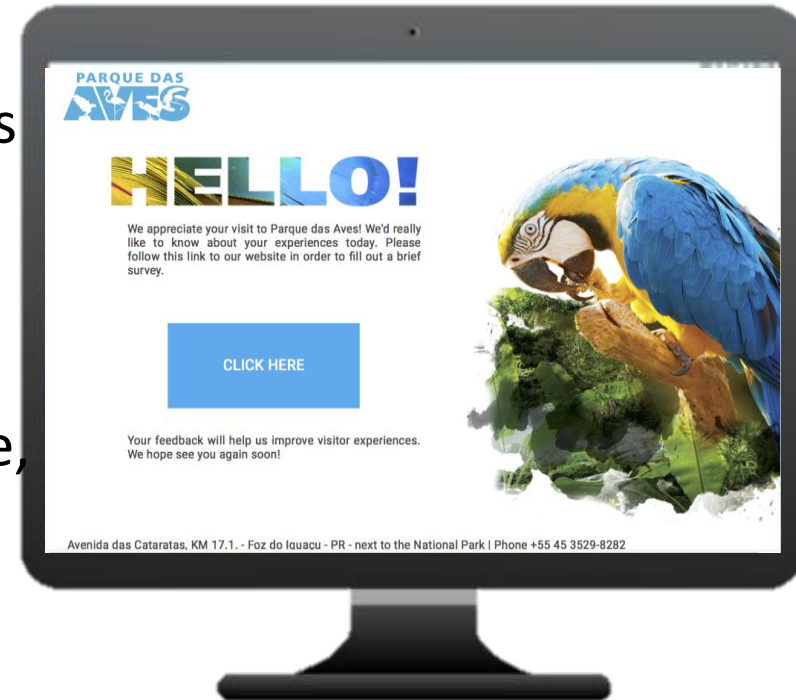 s
e,
PARQUE DAS
AVES
HELLO!
We appreciate your visit to Parque das Aves! We'd really
like to know about your experiences today. Please
follow this link to our website in order to fill out a brief
survey.
CLICK HERE
Your feedback will help us improve visitor experiences.
We hope see you again soon!
Avenida das Cataratas, KM 17.1. - Foz do Iguaçu - PR - next to the National Park | Phone +55 45 3529-8282